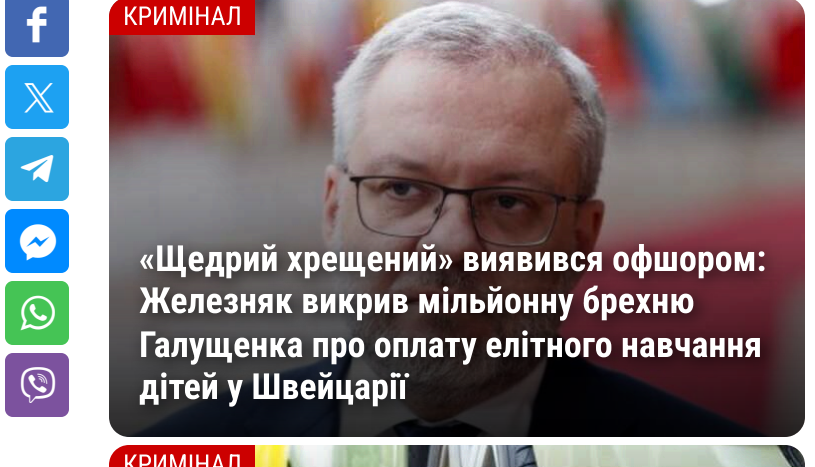 КРИМІНАЛ
«Щедрий хрещений» виявився офшором:
Железняк викрив мільйонну брехню
Галущенка про оплату елітного навчання
дітей у Швейцарії
КРИМІНАЛ